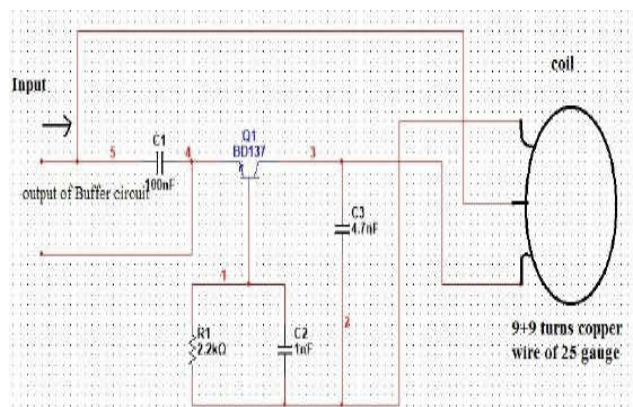 coil
Input
Q1
BD137
C1
5
4
3
100nF
output of Buffer circuit
C3
4.7nF
1
2
R1
2.2kΩ
C2
1nF
9+9 turns copper
wire of 25 gauge